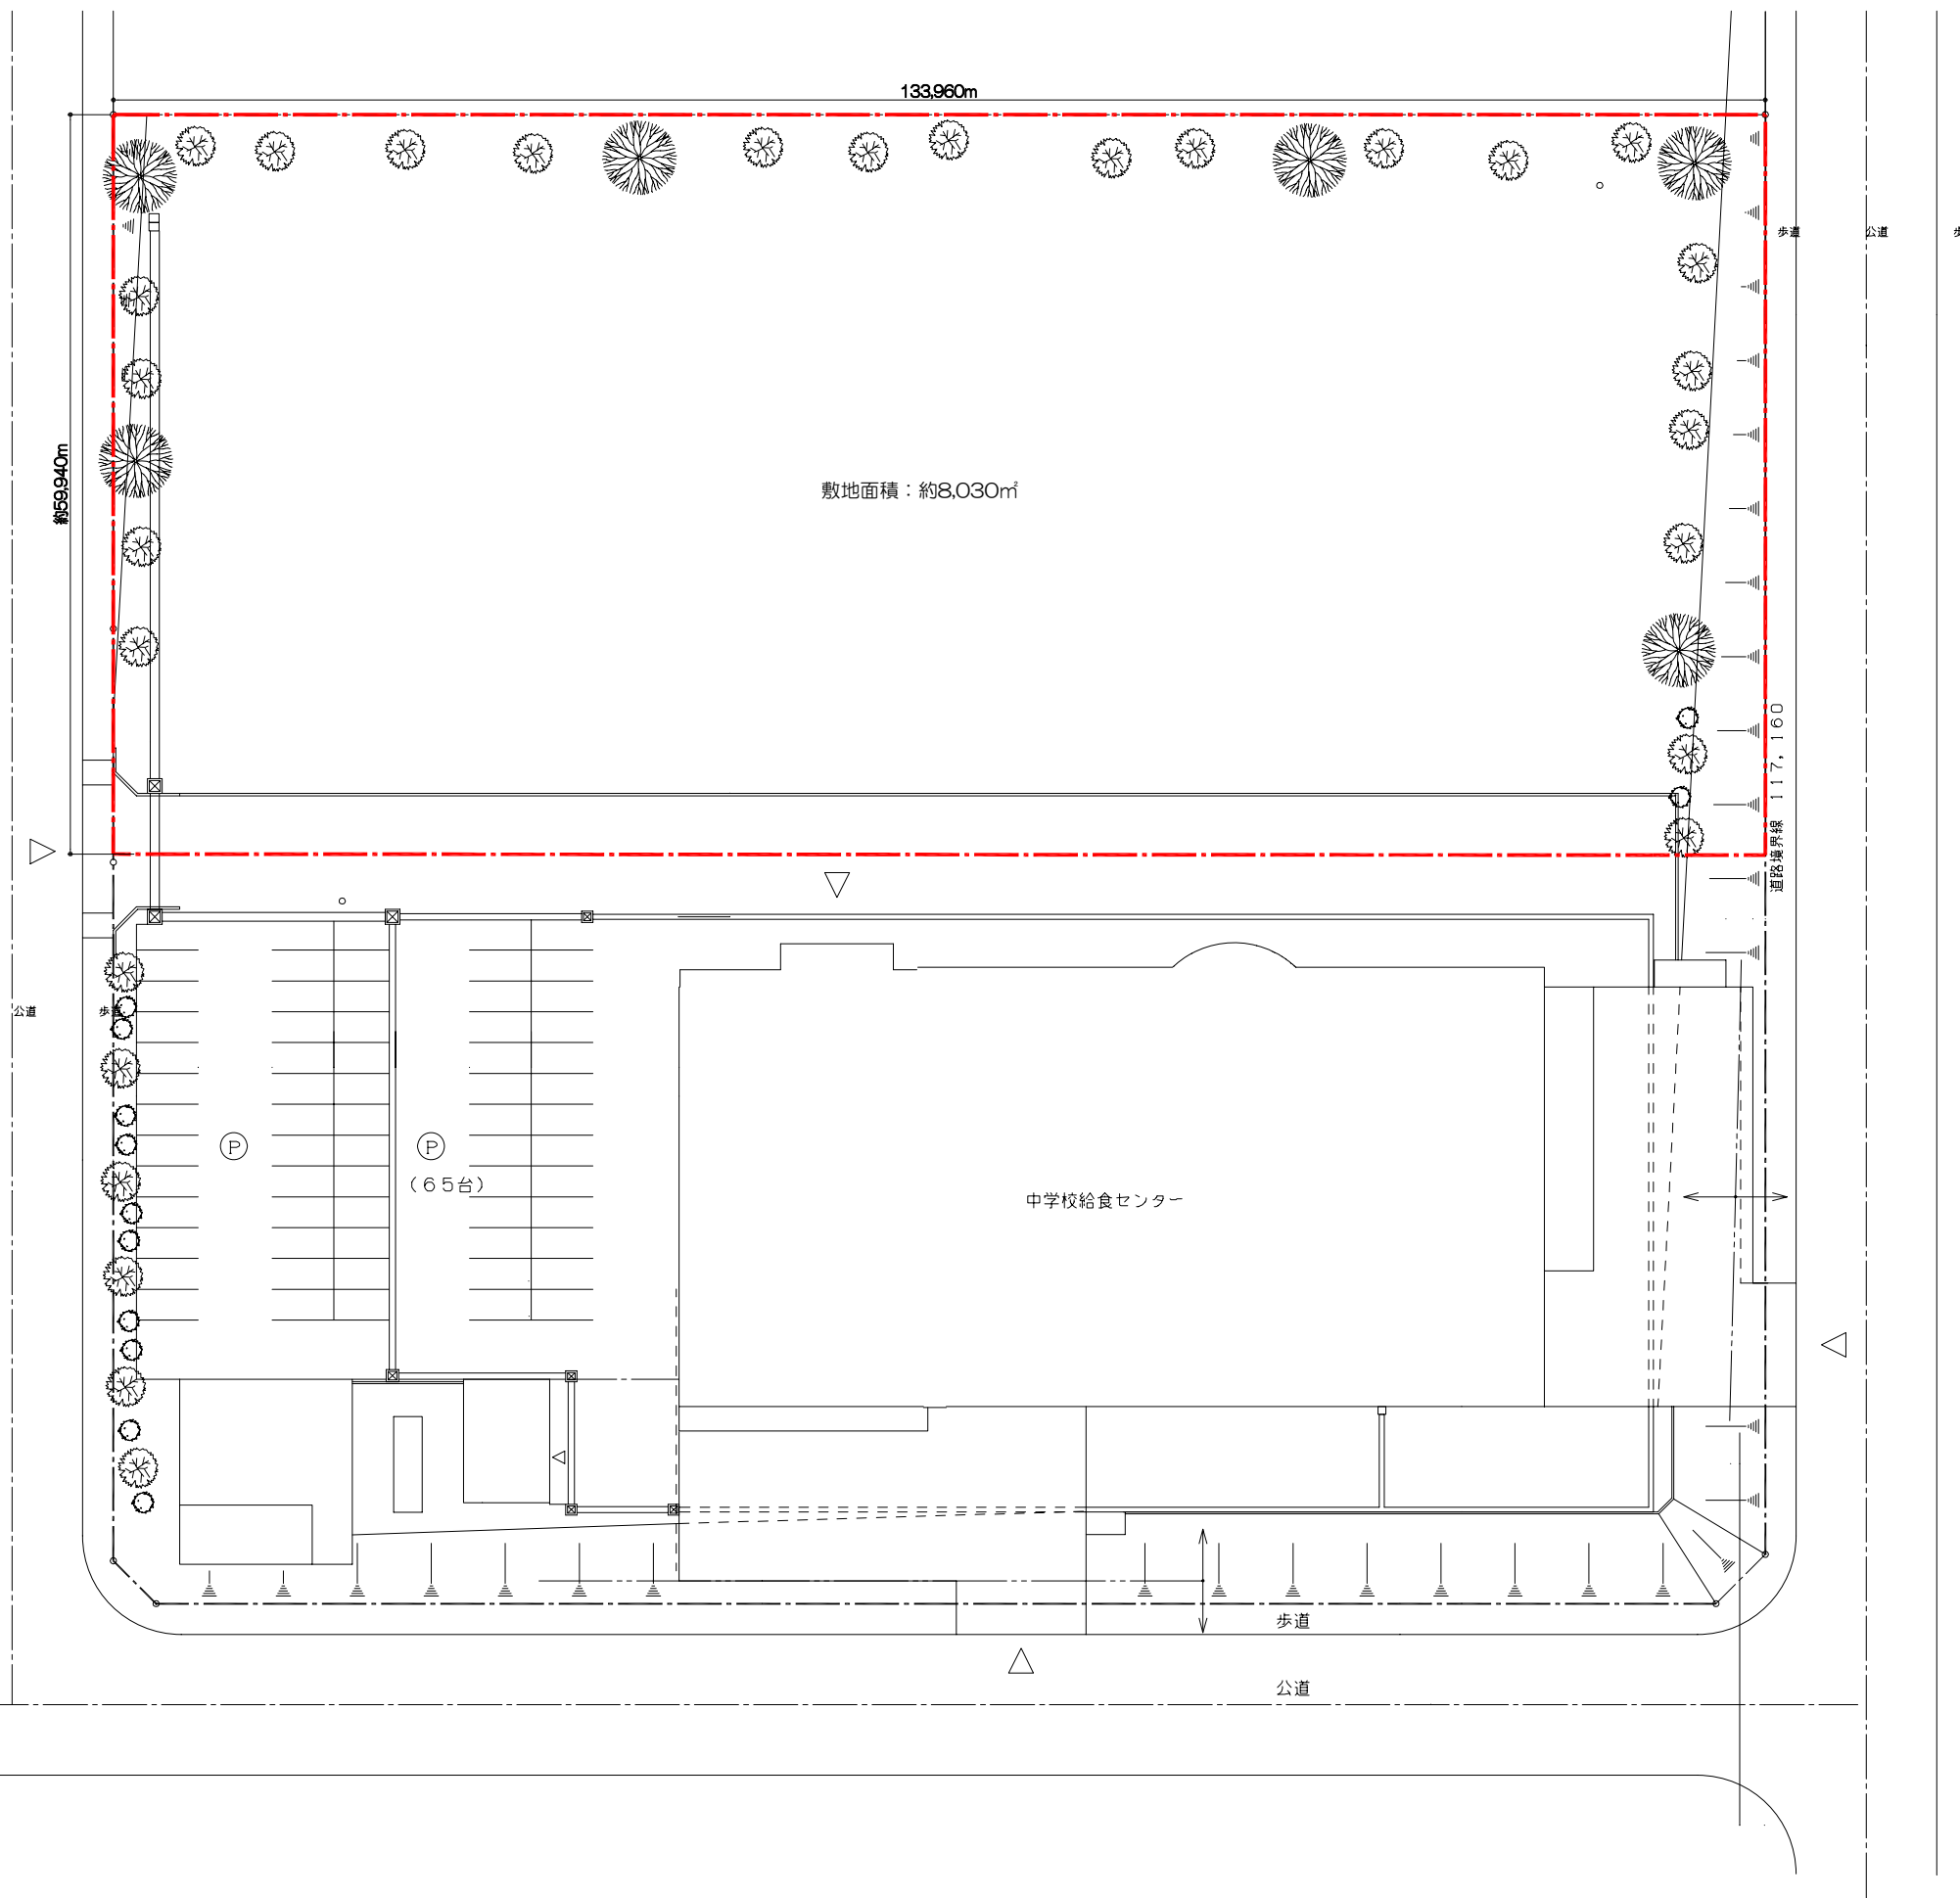 133,960m
歩道
公道
約59,940m
敷地面積：約8,030㎡
道路境界線 117,160
公道
歩道
P
P
（６５台）
中学校給食センター
歩道
公道